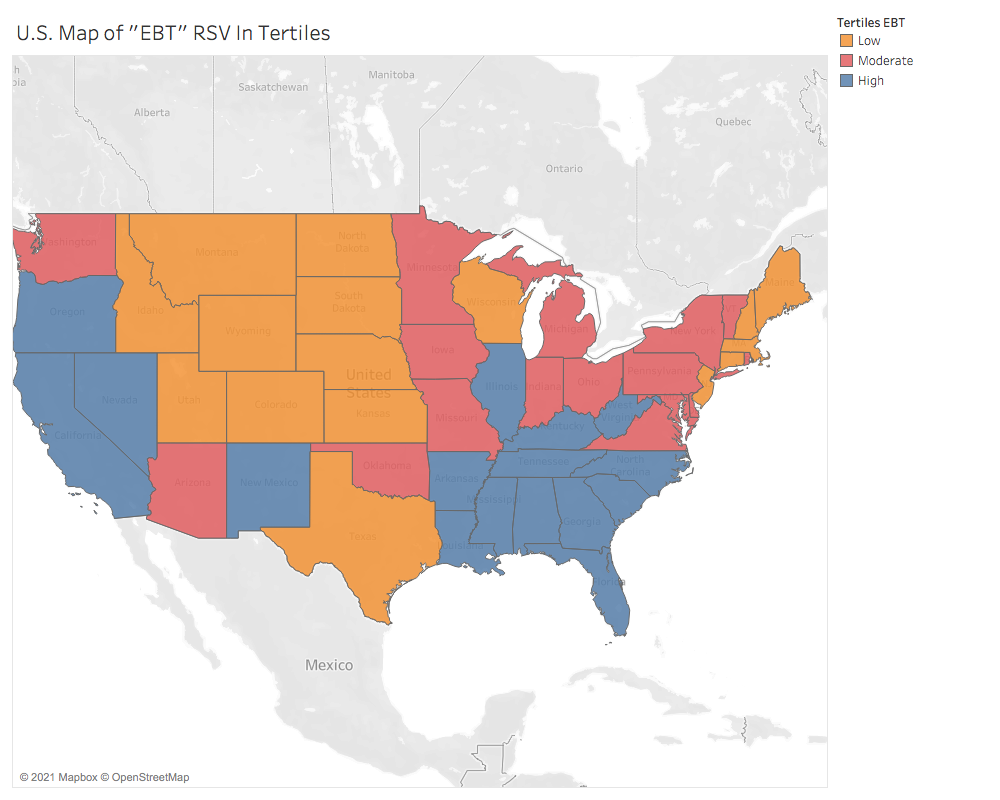 U.S. Map of "EBT" RSV In Tertiles
Tertiles EBT
Low
Moderate
High
Manitoba
Saskatchewan
Alberta
Quebec
Ontario
Washington
Montana
North
Dakota
Minnesota
Maine
Oregon
Idaho
South
Dakota
Wisconsin
Wyoming
Michigan
New York
Iowa
United
States
Pennsylvania
Nevada
Utah
Colorado
Kansas
Illinois
Indiana
Ohio
West
Virginia
Missouri
Kentucky
California
Arizona
New Mexico
Oklahoma
Arkansas
Tennessee
North
Carolina
Mississippi
Georgia
Texas
Louisiana
Florida
Mexico
© 2021 Mapbox © OpenStreetMap